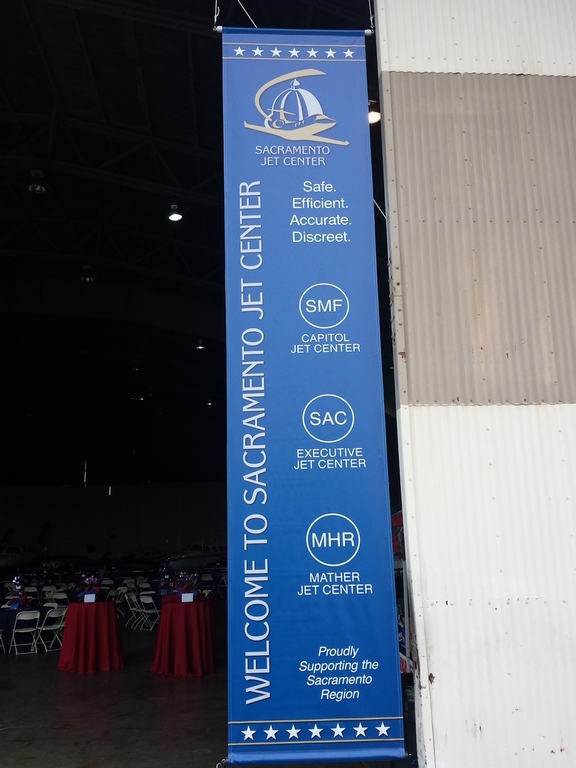 SACRAMENTO
JET CENTER
WELCOME TO SACRAMENTO JET CENTER
Safe.
Efficient.
Accurate.
Discreet.
SMF
CAPITOL
JET CENTER
SAC
EXECUTIVE
JET CENTER
MHR
MATHER
JET CENTER
Proudly
Supporting the
Sacramento
Region